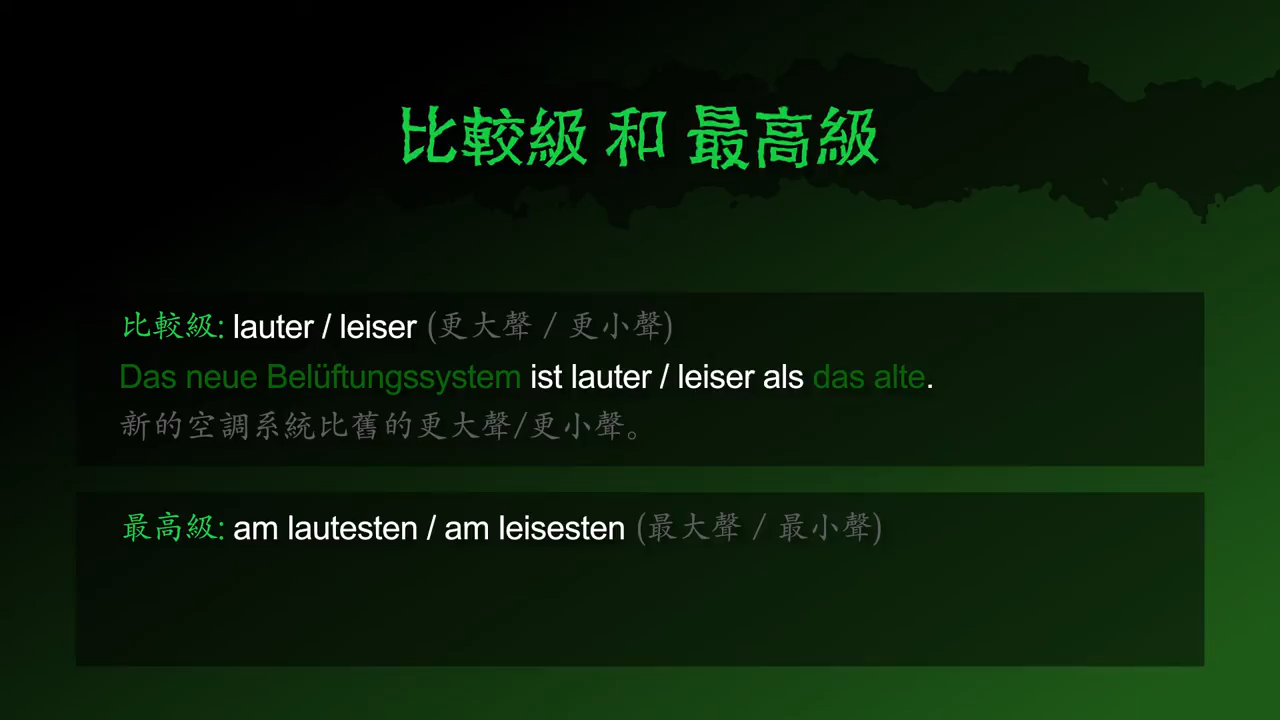 比較級 和 最高級
比較級: lauter / leiser (更大聲 / 更小聲)
Das neue Belüftungssystem ist lauter / leiser als das alte.
新的空調系統比舊的更大聲/更小聲。
最高級: am lautesten / am leisesten (最大聲 / 最小聲)